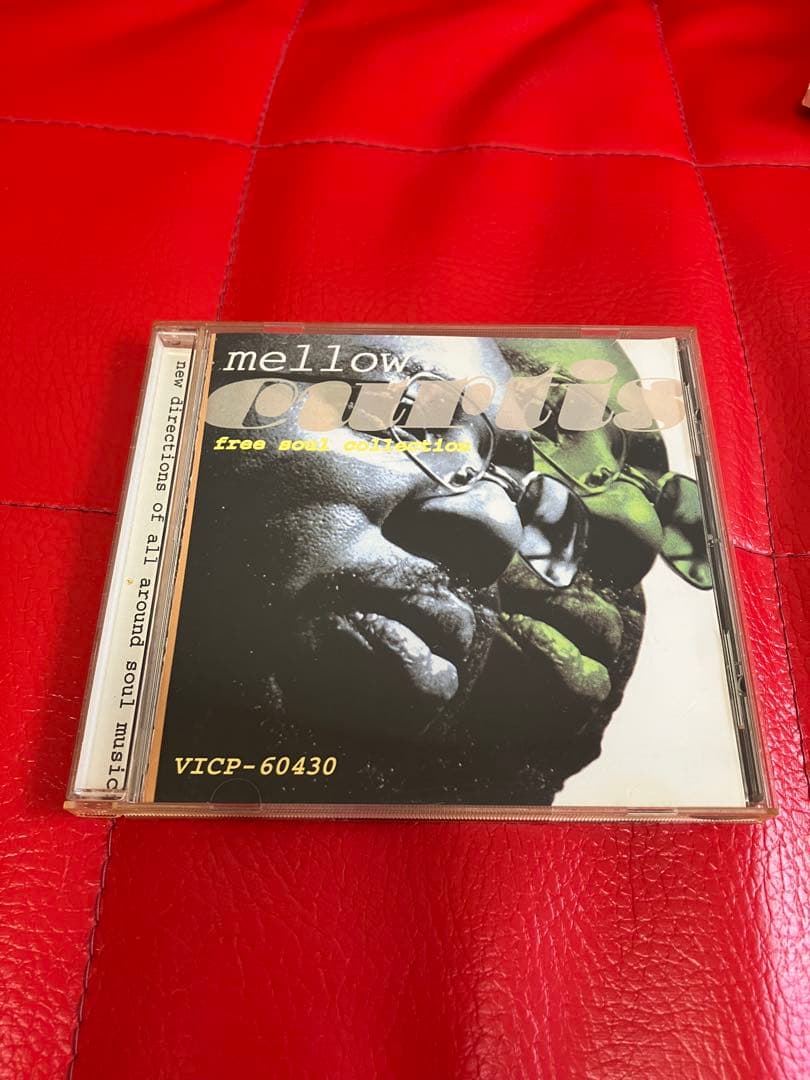 mellow
curtis
free soul collection
new directions of all around soul music
VICP-60430